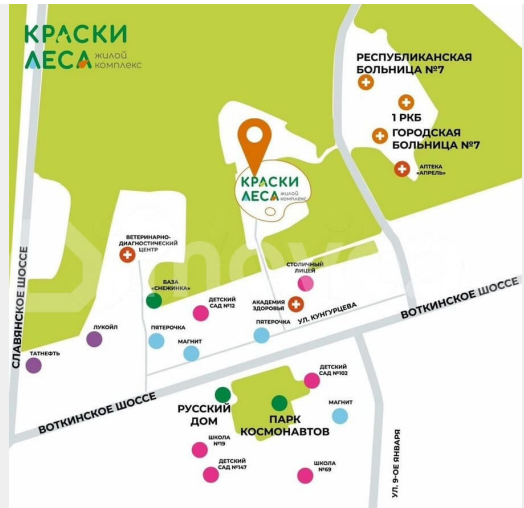 КРАСКИ
ЛЕСА жилой
комплекс
РЕСПУБЛИКАНСКАЯ
БОЛЬНИЦА №7
1 РКБ
ГОРОДСКАЯ
БОЛЬНИЦА №7
АПТЕКА
«АПРЕЛЬ»
КРАСКИ
ЛЕСА жилой
комплекс
ВЕТЕРИНАРНО-
ДИАГНОСТИЧЕСКИЙ
ЦЕНТР
СТОЛИЧНЫЙ
ЛИЦЕЙ
БАЗА
«СНЕЖИНКА»
ДЕТСКИЙ
САД №12
АКАДЕМИЯ
ЗДОРОВЬЯ
УЛ. КУНГУРЦЕВА
ВОТКИНСКОЕ ШОССЕ
СЛАВЯНСКОЕ ШОССЕ
ЛУКОЙЛ
ПЯТЕРОЧКА
ПЯТЕРОЧКА
МАГНИТ
ТАТНЕФТЬ
ВОТКИНСКОЕ ШОССЕ
ДЕТСКИЙ
САД №102
РУССКИЙ
ДОМ
ПАРК
КОСМОНАВТОВ
МАГНИТ
ШКОЛА
№19
ДЕТСКИЙ
САД №147
ШКОЛА
№69
УЛ. 9-ОЕ ЯНВАРЯ